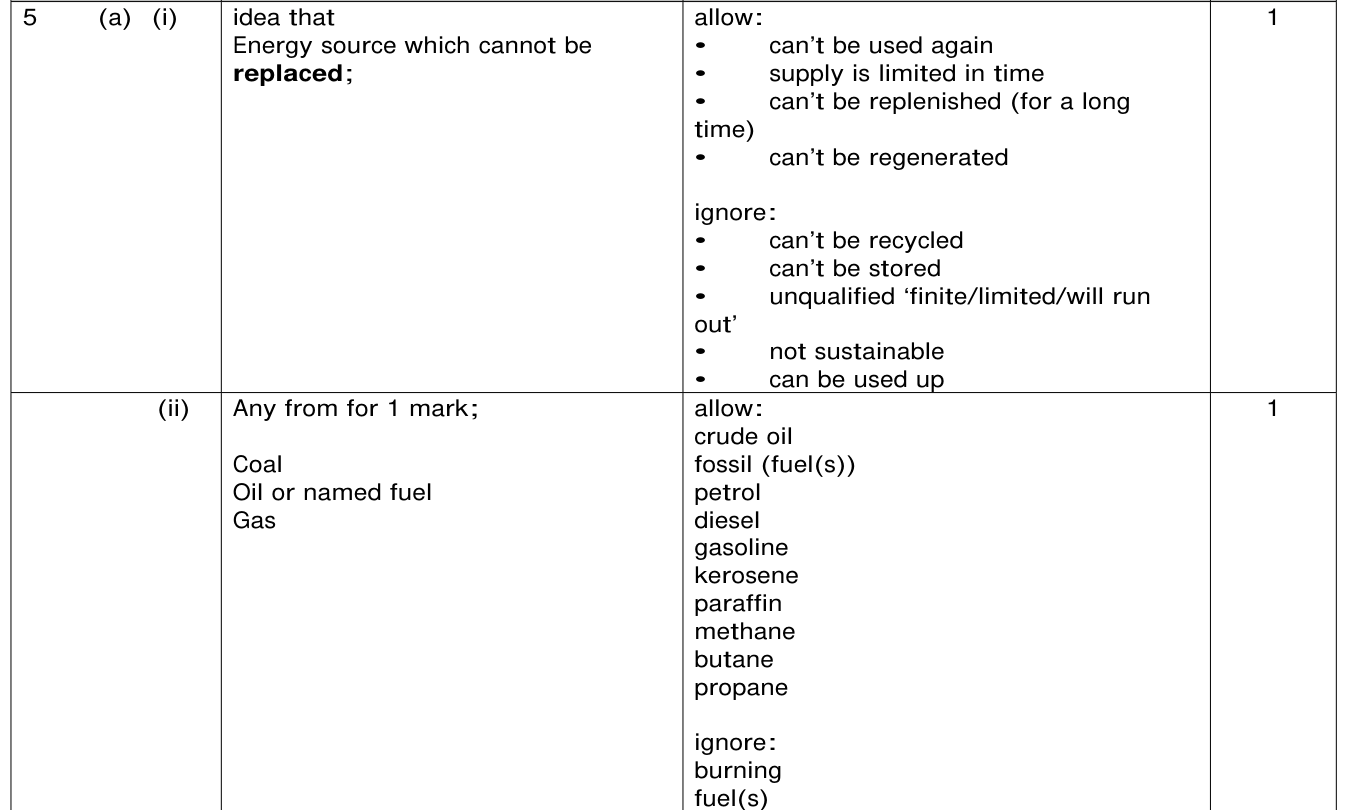 5 (a) (i) idea that allow: 1
Energy source which cannot be • can't be used again
replaced; • supply is limited in time
• can't be replenished (for a long
time)
• can't be regenerated
ignore:
• can't be recycled
• can't be stored
• unqualified ‘finite/limited/will run
out’
• not sustainable
• can be used up
(ii) Any from for 1 mark; allow: 1
crude oil
Coal fossil (fuel(s))
Oil or named fuel petrol
Gas diesel
gasoline
kerosene
paraffin
methane
butane
propane
ignore:
burning
fuel(s)